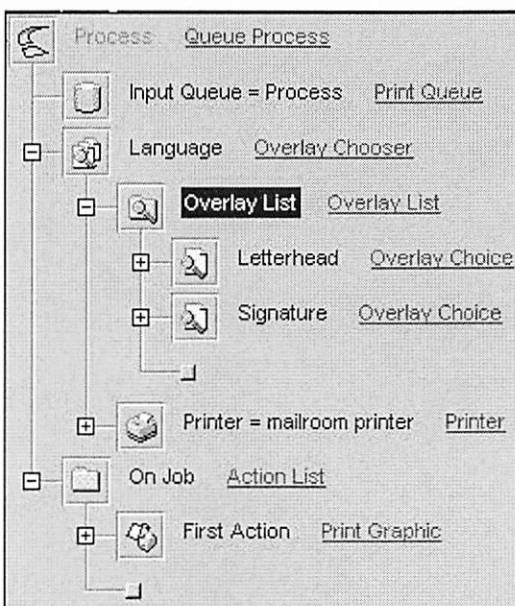 Process Queue Process
Input Queue = Process Print Queue
Language Overlay Chooser
Overlay List Overlay List
Letterhead Overlay Choice
Signature Overlay Choice
Printer = mailroom printer Printer
On Job Action List
First Action Print Graphic